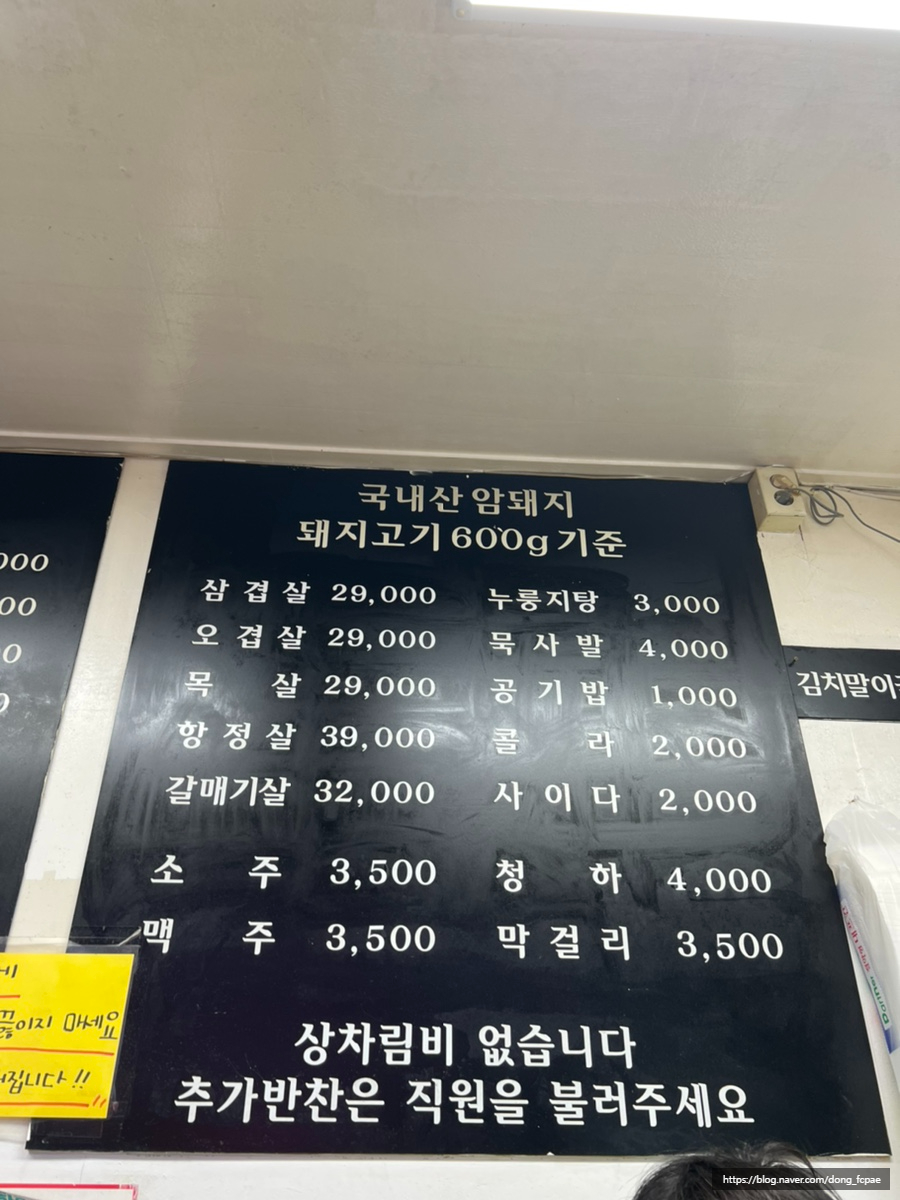 국내산 암돼지
돼지고기 600g 기준
삼겹살 29,000 누룽지탕 3,000
오겹살 29,000 묵사발 4,000
목살 29,000 공기밥 1,000
항정살 39,000 콜라 2,000
갈매기살 32,000 사이다 2,000
소주 3,500 청하 4,000
맥주 3,500 막걸리 3,500
상차림비 없습니다
추가반찬은 직원을 불러주세요
김치말이
마세요
https://blog.naver.com/dong_fcpae